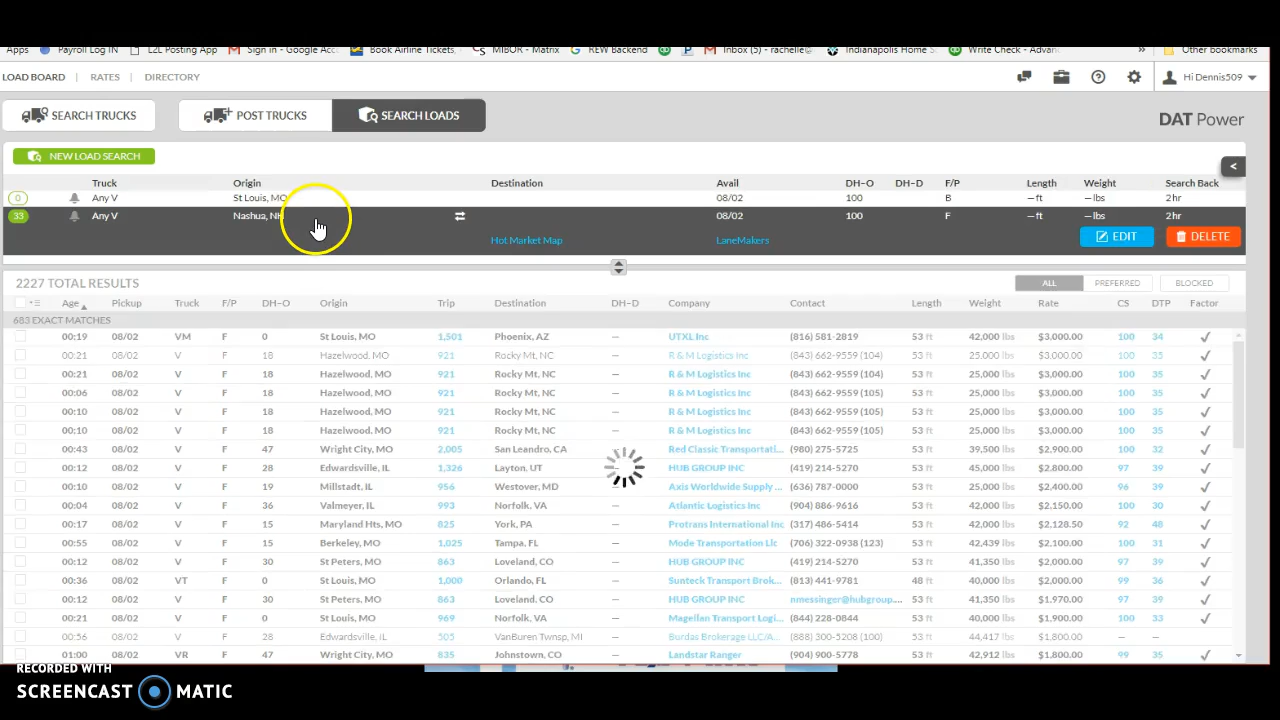 Apps Payroll Log IN L2L Posting App Sign in - Google Acc Book Airline Tickets, MIBOR - Matrix REW Backend Inbox (5) - rachelle@ Indianapolis Home S Write Check - Advanc » Other bookmarks
LOAD BOARD | RATES | DIRECTORY Hi Dennis509
SEARCH TRUCKS POST TRUCKS SEARCH LOADS DAT Power
NEW LOAD SEARCH <
Truck Origin Destination Avail DH-O DH-D F/P Length Weight Search Back
0 Any V St Louis, MO 08/02 100 B —ft —lbs 2hr
33 Any V Nashua, NH 08/02 100 F —ft —lbs 2hr
Hot Market Map LaneMakers EDIT DELETE
2227 TOTAL RESULTS ALL PREFERRED BLOCKED
Age Pickup Truck F/P DH-O Origin Trip Destination DH-D Company Contact Length Weight Rate CS DTP Factor
683 EXACT MATCHES
00:19 08/02 VM F 0 St Louis, MO 1,501 Phoenix, AZ — UTXL Inc (816) 581-2819 53 ft 42,000 lbs $3,000.00 100 34 ✓
00:21 08/02 V F 18 Hazelwood, MO 921 Rocky Mt, NC — R & M Logistics Inc (843) 662-9559 (104) 53 ft 25,000 lbs $3,000.00 100 35 ✓
00:21 08/02 V F 18 Hazelwood, MO 921 Rocky Mt, NC — R & M Logistics Inc (843) 662-9559 (104) 53 ft 25,000 lbs $3,000.00 100 35 ✓
00:06 08/02 V F 18 Hazelwood, MO 921 Rocky Mt, NC — R & M Logistics Inc (843) 662-9559 (105) 53 ft 25,000 lbs $3,000.00 100 35 ✓
00:10 08/02 V F 18 Hazelwood, MO 921 Rocky Mt, NC — R & M Logistics Inc (843) 662-9559 (105) 53 ft 25,000 lbs $3,000.00 100 35 ✓
00:10 08/02 V F 18 Hazelwood, MO 921 Rocky Mt, NC — R & M Logistics Inc (843) 662-9559 (105) 53 ft 25,000 lbs $3,000.00 100 35 ✓
00:43 08/02 V F 47 Wright City, MO 2,005 San Leandro, CA — Red Classic Transportati... (980) 275-5725 53 ft 39,500 lbs $2,900.00 100 32 ✓
00:12 08/02 V F 28 Edwardsville, IL 1,326 Layton, UT — HUB GROUP INC (419) 214-5270 53 ft 45,000 lbs $2,800.00 97 39 ✓
00:10 08/02 V F 19 Millstadt, IL 956 Westover, MD — Axis Worldwide Supply ... (636) 787-0000 53 ft 42,000 lbs $2,400.00 96 39 ✓
00:04 08/02 V F 36 Valmeyer, IL 993 Norfolk, VA — Atlantic Logistics Inc (904) 886-9616 53 ft 42,000 lbs $2,150.00 100 30 ✓
00:17 08/02 V F 15 Maryland Hts, MO 825 York, PA — Protrans International Inc (317) 486-5414 53 ft 42,000 lbs $2,128.50 92 48 ✓
00:55 08/02 V F 15 Berkeley, MO 1,025 Tampa, FL — Mode Transportation Llc (706) 322-0938 (123) 53 ft 42,439 lbs $2,100.00 100 31 ✓
00:12 08/02 V F 30 St Peters, MO 863 Loveland, CO — HUB GROUP INC (419) 214-5270 53 ft 41,350 lbs $2,000.00 97 39 ✓
00:36 08/02 VT F 0 St Louis, MO 1,000 Orlando, FL — Sunteck Transport Brok... (813) 441-9781 48 ft 40,000 lbs $2,000.00 99 36 ✓
00:12 08/02 V F 30 St Peters, MO 863 Loveland, CO — HUB GROUP INC nmessinger@hubgroup.... 53 ft 41,350 lbs $1,970.00 97 39 ✓
00:21 08/02 V F 0 St Louis, MO 969 Norfolk, VA — Magellan Transport Logi... (844) 228-0844 53 ft 40,000 lbs $1,900.00 100 33 ✓
00:56 08/02 V F 28 Edwardsville, IL 505 VanBuren Twnsp, MI — Burdas Brokerage LLC/A... (888) 300-5208 (100) 53 ft 44,417 lbs $1,800.00 — —
01:00 08/02 VR F 47 Wright City, MO 835 Johnstown, CO — Landstar Ranger (904) 900-5778 53 ft 42,912 lbs $1,800.00 99 35 ✓
RECORDED WITH
SCREENCAST MATIC